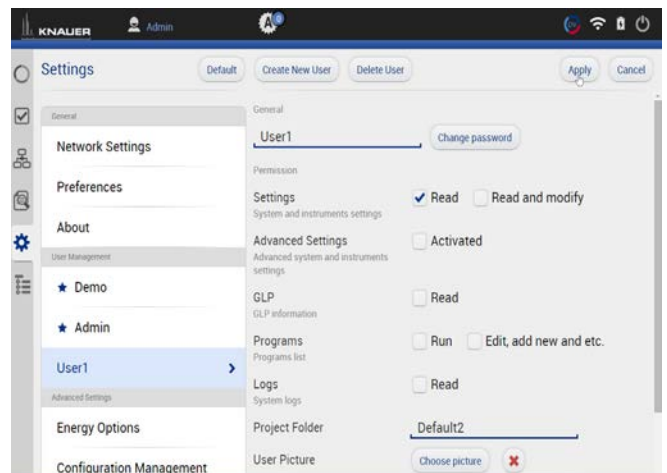 KNAUER
Admin
Settings
Default
Create New User
Delete User
Apply
Cancel
General
Network Settings
Preferences
About
User Management
★ Demo
★ Admin
User1
Advanced Settings
Energy Options
Configuration Management
General
User1
Change password
Permission
Settings
Read
Read and modify
System and instruments settings
Advanced Settings
Activated
Advanced system and instruments
settings
GLP
Read
GLP information
Programs
Run
Edit, add new and etc.
Programs list
Logs
Read
System logs
Project Folder
Default2
User Picture
Choose picture